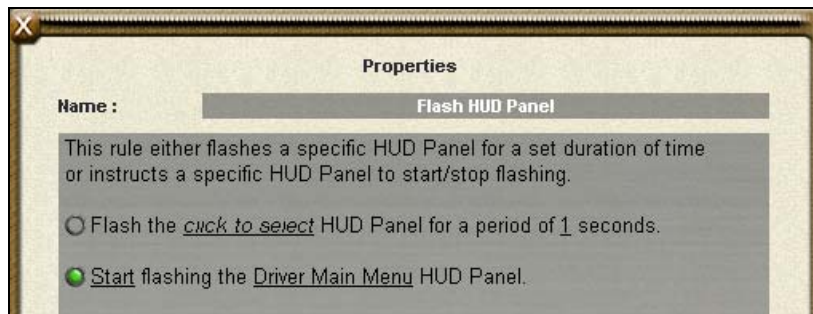 X
Properties
Name : Flash HUD Panel
This rule either flashes a specific HUD Panel for a set duration of time
or instructs a specific HUD Panel to start/stop flashing.
Flash the click to select HUD Panel for a period of 1 seconds.
Start flashing the Driver Main Menu HUD Panel.